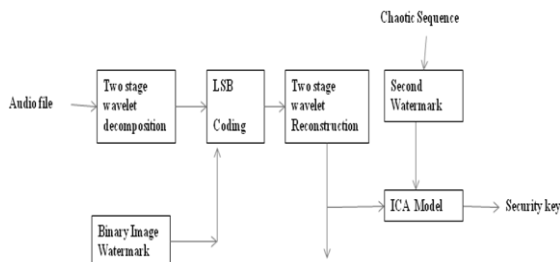 Chaotic Sequence
Audio file
Two stage
wavelet
decomposition
LSB
Coding
Two stage
wavelet
Reconstruction
Second
Watermark
Binary Image
Watermark
ICA Model
Security key